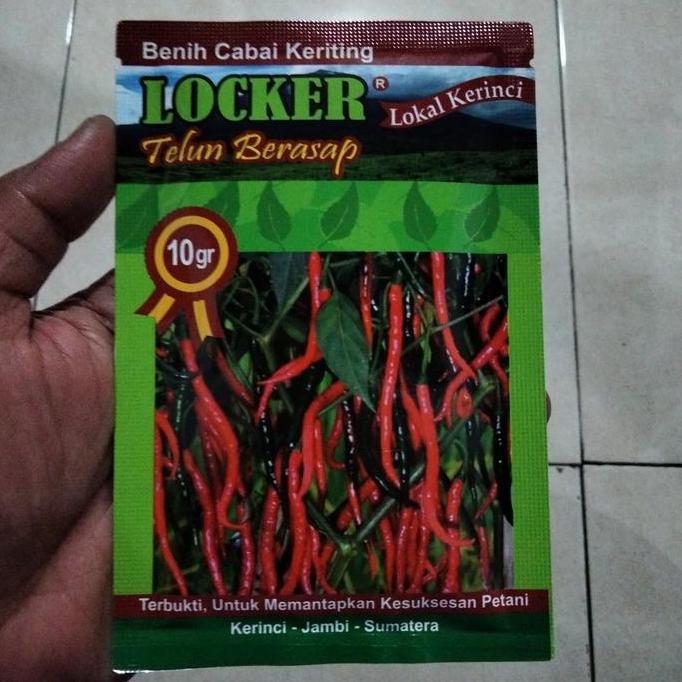 Benih Cabai Keriting
LOCKER®
Lokal Kerinci
Telun Berasap
10gr
Terbukti, Untuk Memantapkan Kesuksesan Petani
Kerinci - Jambi - Sumatera